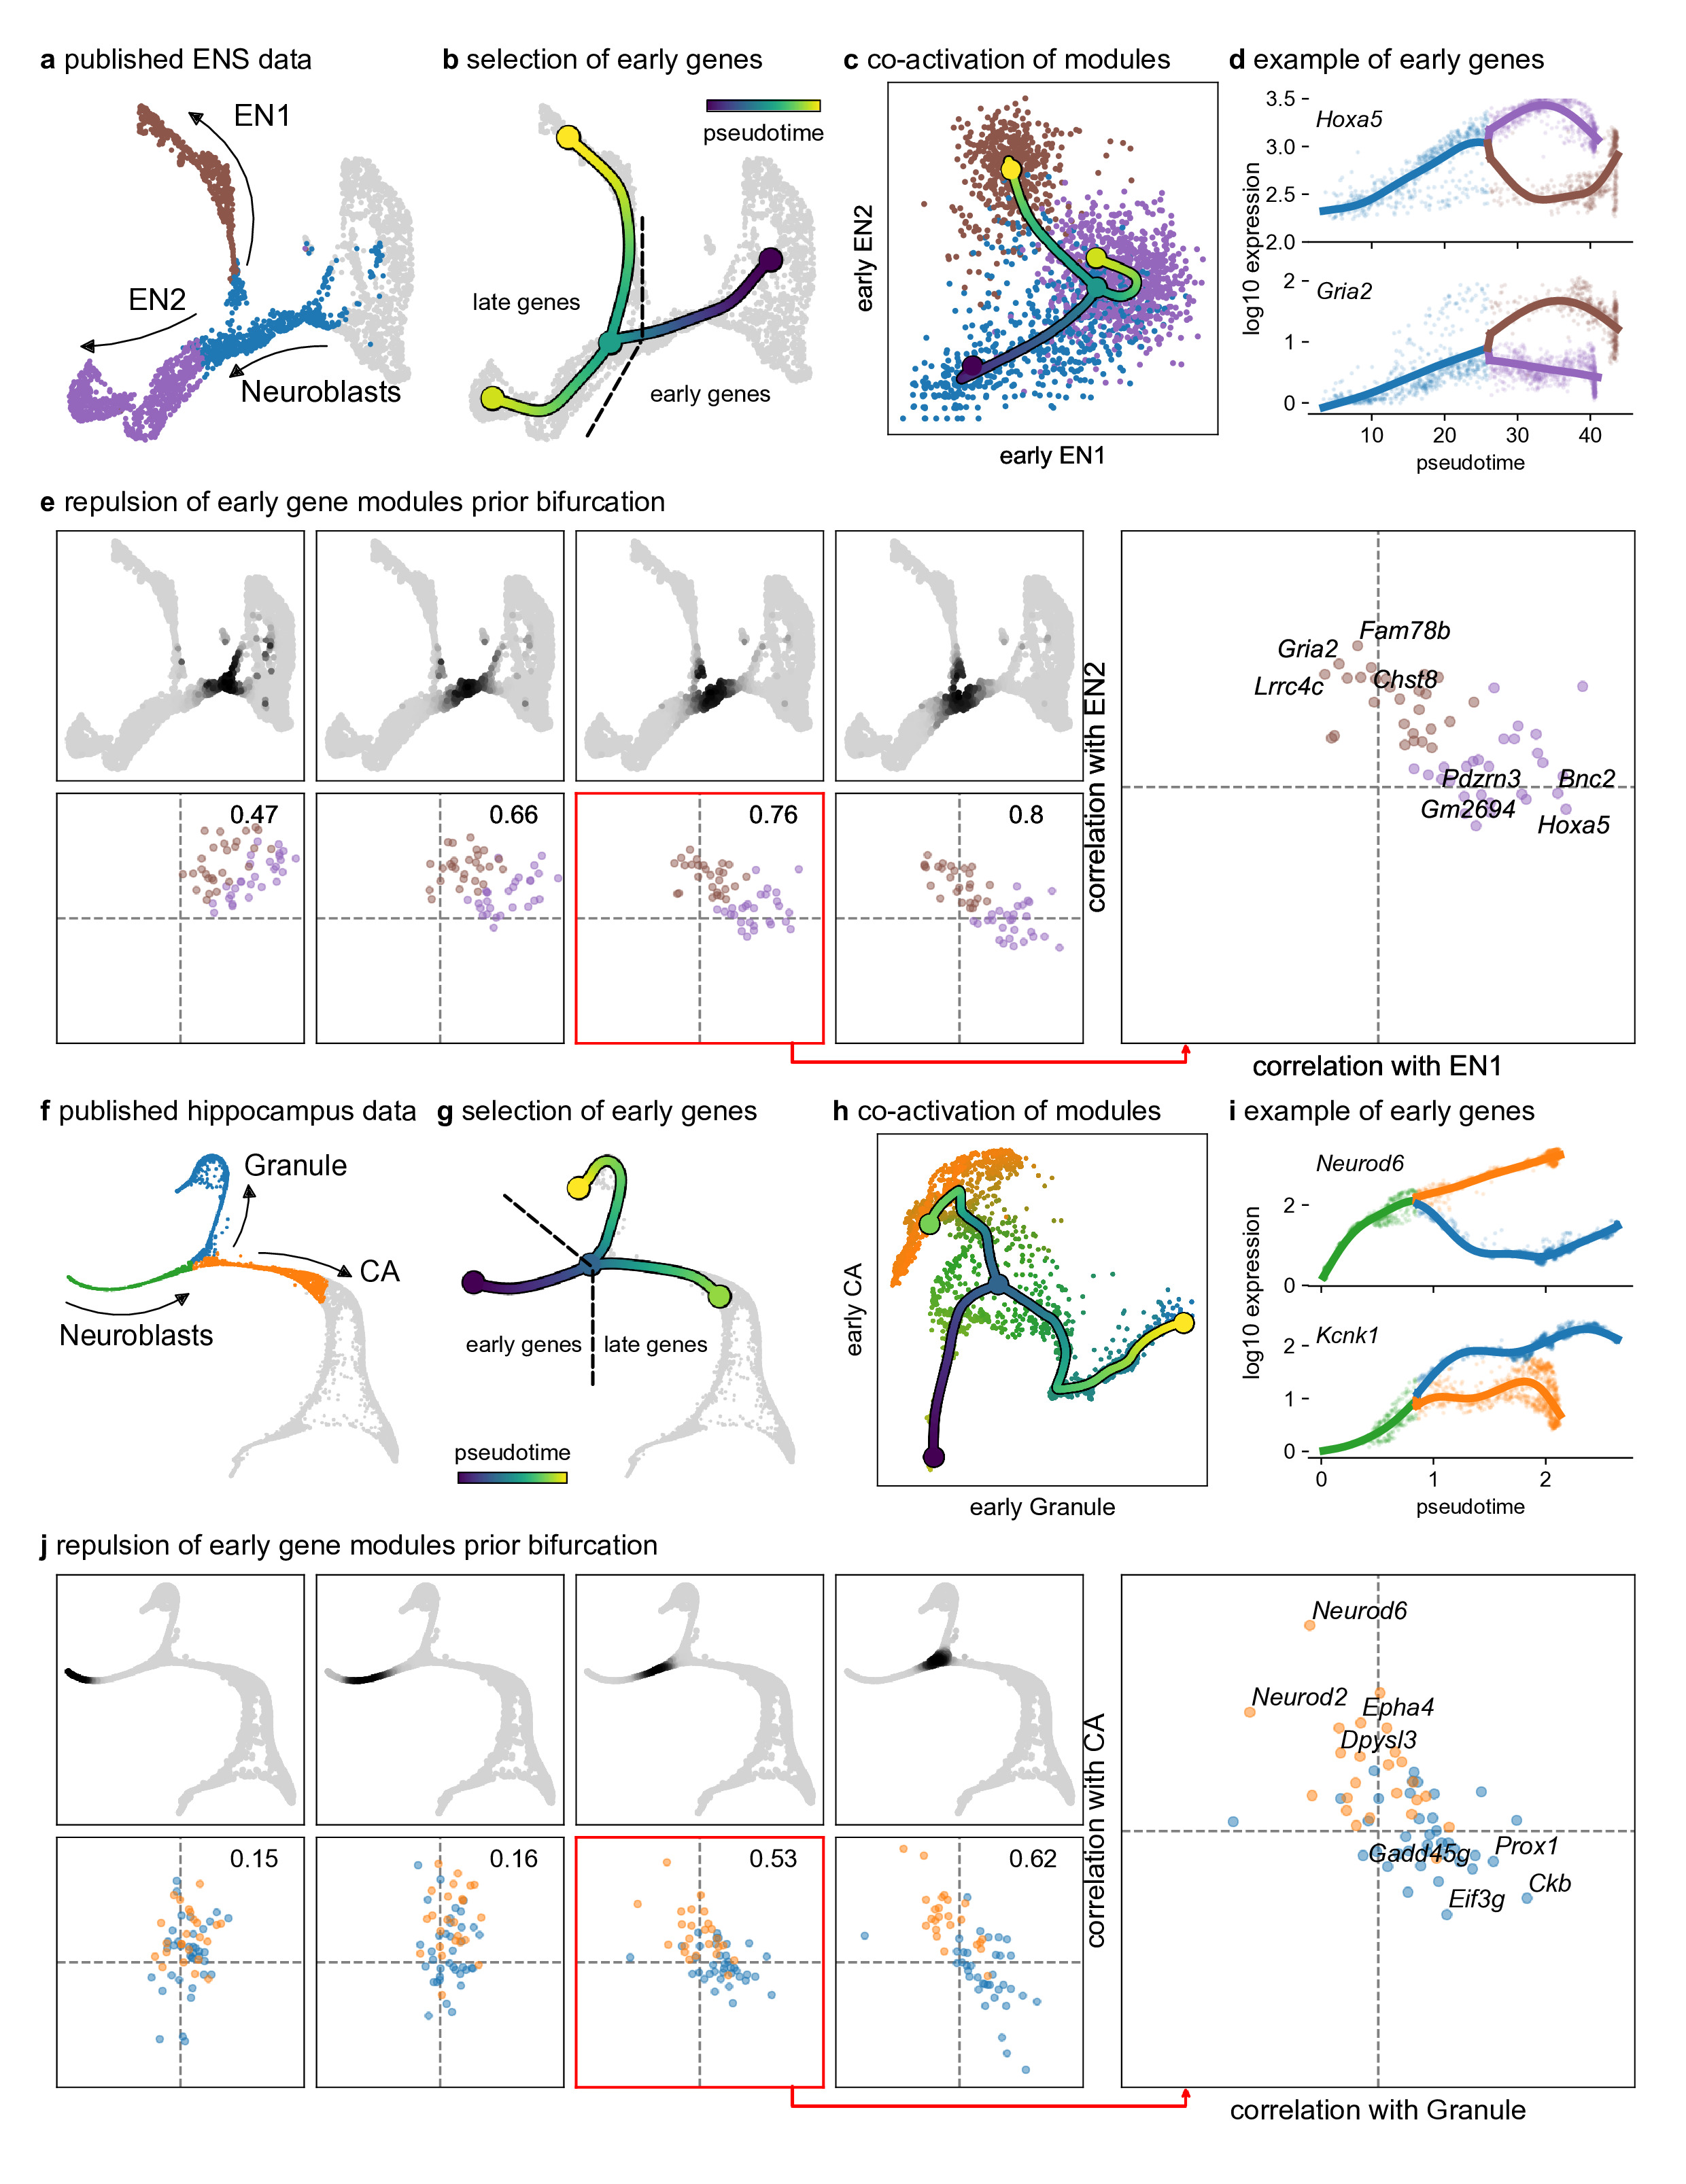 a published ENS data
EN1
EN2
Neuroblasts
b selection of early genes
pseudotime
late genes
early genes
c co-activation of modules
early EN2
early EN1
d example of early genes
log10 expression
Hoxa5
3.5
3.0
2.5
2.0
Gria2
2
1
0
10 20 30 40
pseudotime
e repulsion of early gene modules prior bifurcation
0.47
0.66
0.76
0.8
correlation with EN2
Fam78b
Gria2
Lrrc4c
Chst8
Pdzrn3
Bnc2
Gm2694
Hoxa5
correlation with EN1
f published hippocampus data
Granule
CA
Neuroblasts
g selection of early genes
early genes
late genes
pseudotime
h co-activation of modules
early CA
early Granule
i example of early genes
log10 expression
Neurod6
2
0
Kcnk1
2
1
0
0 1 2
pseudotime
j repulsion of early gene modules prior bifurcation
0.15
0.16
0.53
0.62
correlation with CA
Neurod6
Neurod2
Epha4
Dpysl3
Gadd45g
Prox1
Ckb
Eif3g
correlation with Granule